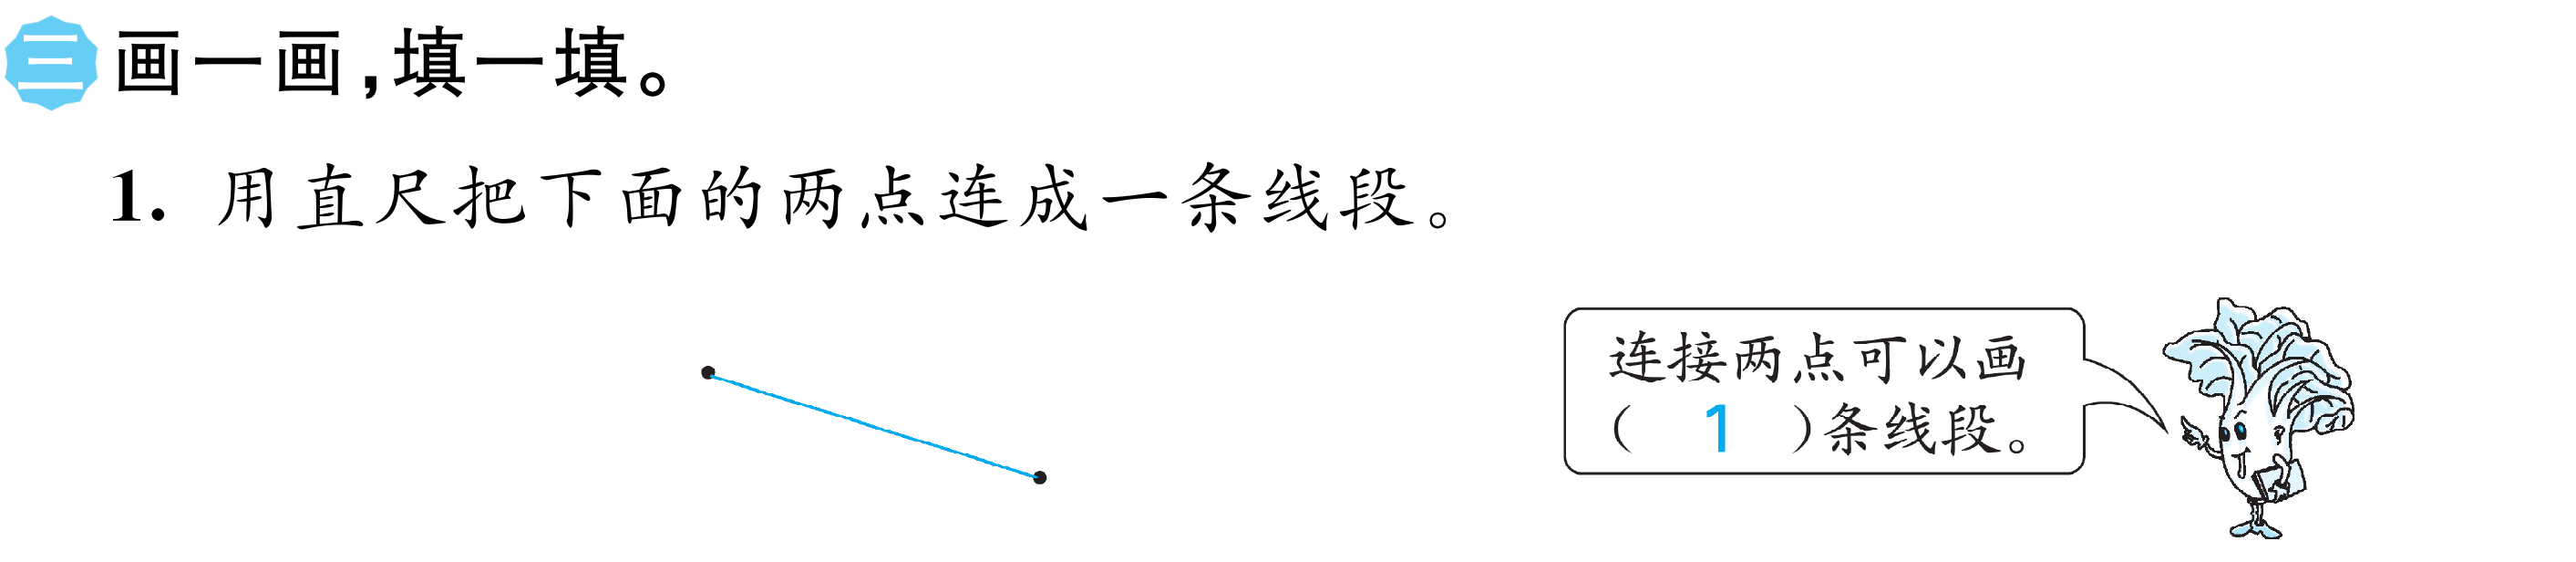 三 画一画,填一填。
1. 用直尺把下面的两点连成一条线段。
连接两点可以画
( 1 )条线段。